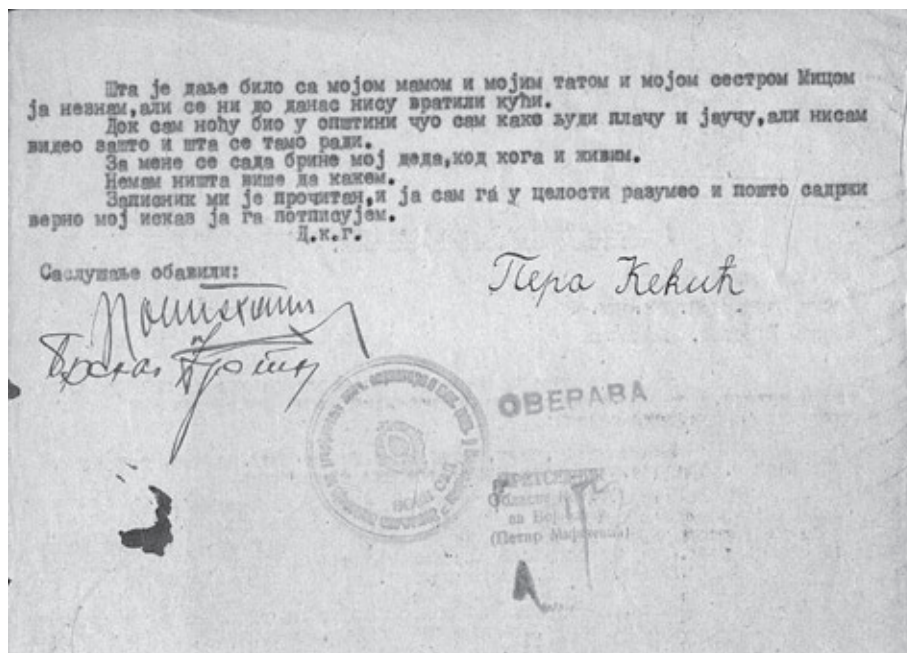 Шта је даље било са мојом мамом и мојим татом и мојом сестром Мицом
ја незнам,али се ни до данас нису вратили кући.
Док сам ноћу био у општини чуо сам како људи плачу и јаучу,али нисам
видео зашто и шта се тамо ради.
За мене се сада брине мој деда,код кога и живим.
Немам ништа више да кажем.
Записник ми је прочитан,и ја сам га у целости разумео и пошто садржи
верно мој исказ ја га потписујем.
Д.к.г.
Саслушање обавили:
Пера Кекић
ОВЕРАВА
ПРЕТСЕДНИК
(Петар